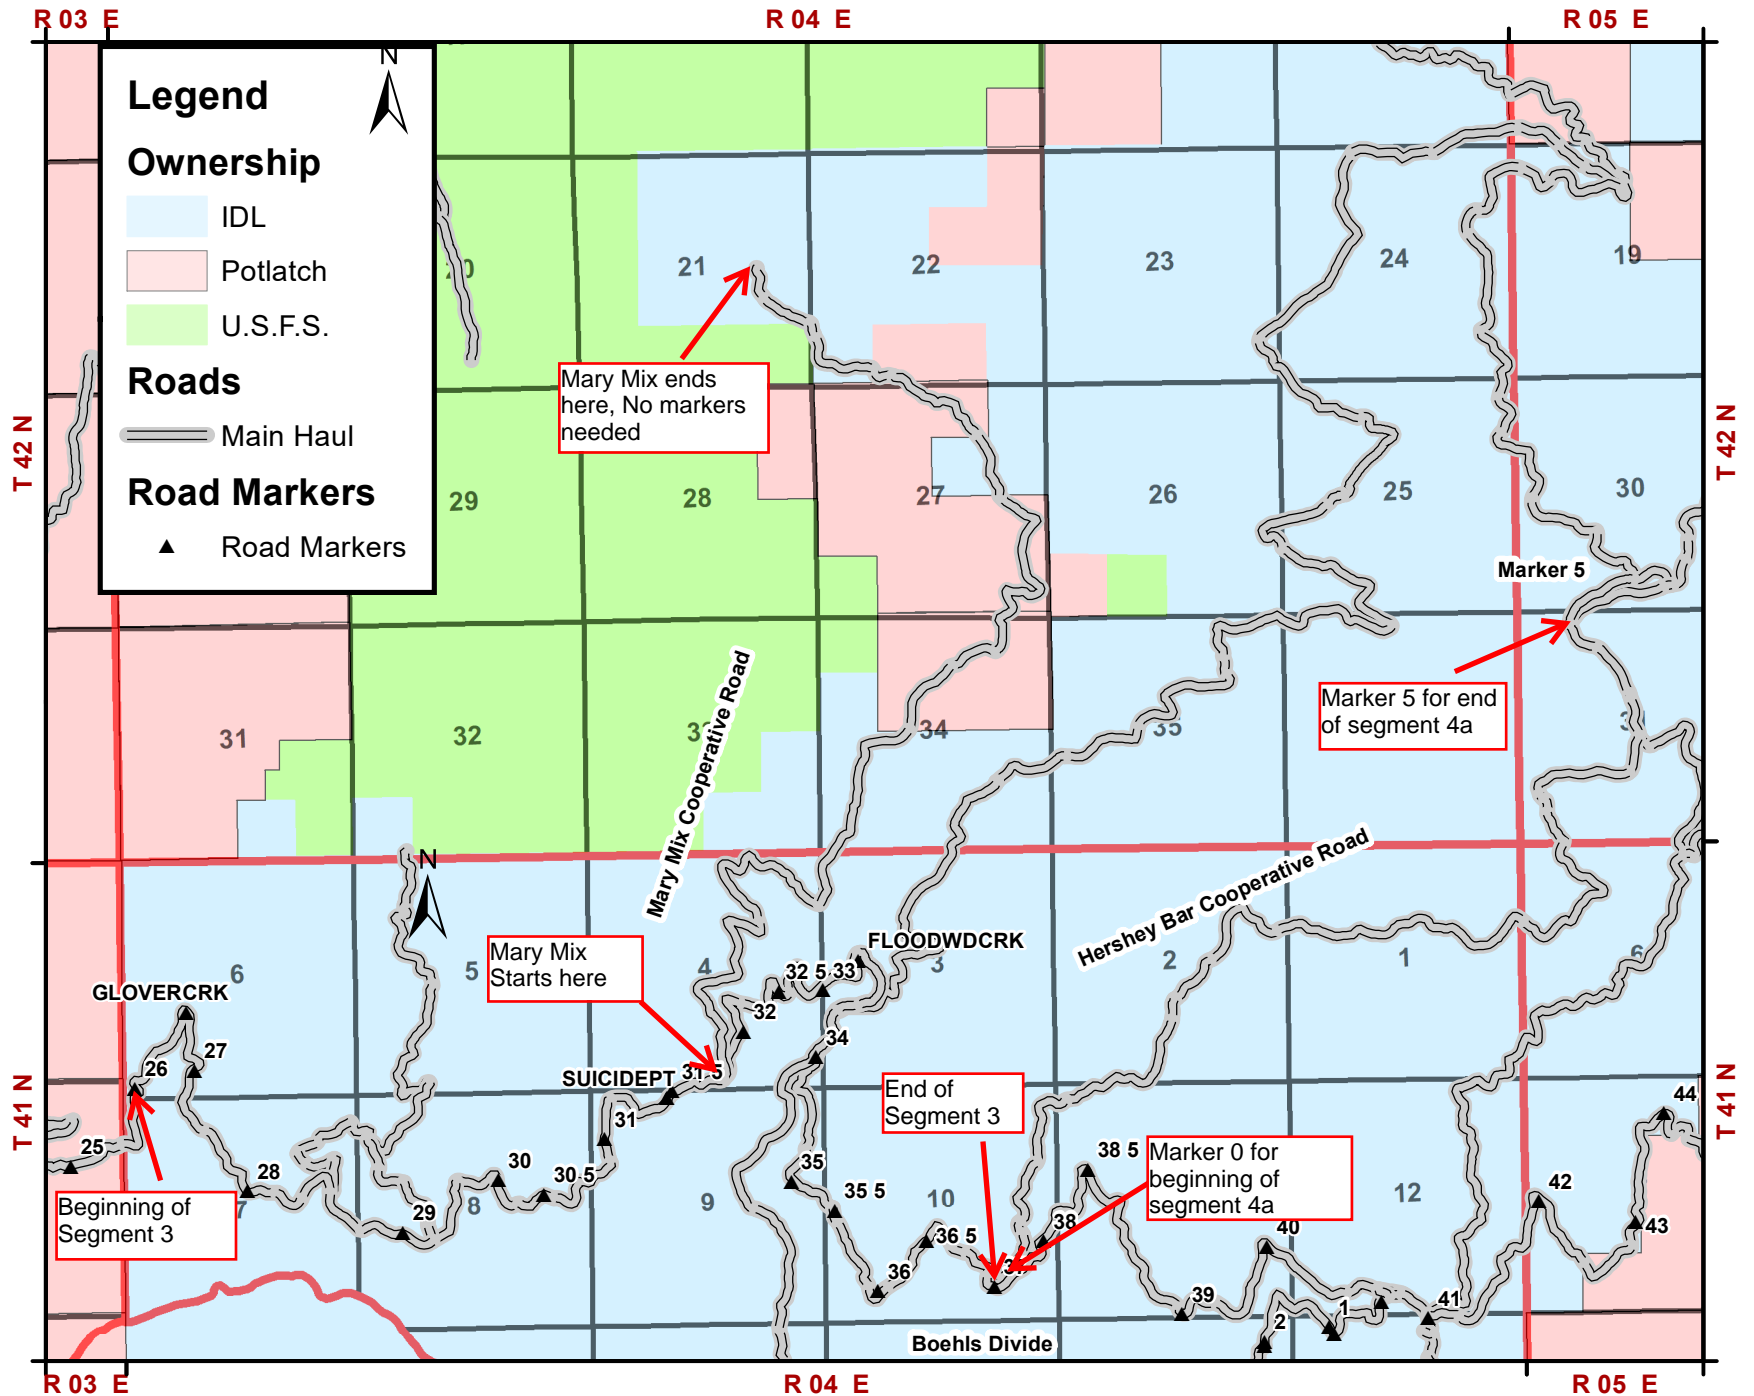 R 03 E
R 04 E
R 05 E
N
Legend
Ownership
IDL
Potlatch
U.S.F.S.
Roads
Main Haul
Road Markers
Road Markers
T 42 N
T 42 N
20
21
22
23
24
19
Mary Mix ends
here, No markers
needed
29
28
27
26
25
30
Marker 5
Marker 5 for end
of segment 4a
31
32
34
35
Mary Mix Cooperative Road
Hershey Bar Cooperative Road
N
6
5
4
3
2
1
6
Mary Mix
Starts here
FLOODWDCRK
GLOVERCRK
32 5
33
32
34
27
26
SUICIDEPT
31 5
31
T 41 N
T 41 N
End of
Segment 3
44
25
Marker 0 for
beginning of
segment 4a
38 5
30
30 5
35
28
Beginning of
Segment 3
7
8
9
10
12
29
35 5
36 5
38
40
42
43
36
39
41
1
2
Boehls Divide
R 03 E
R 04 E
R 05 E